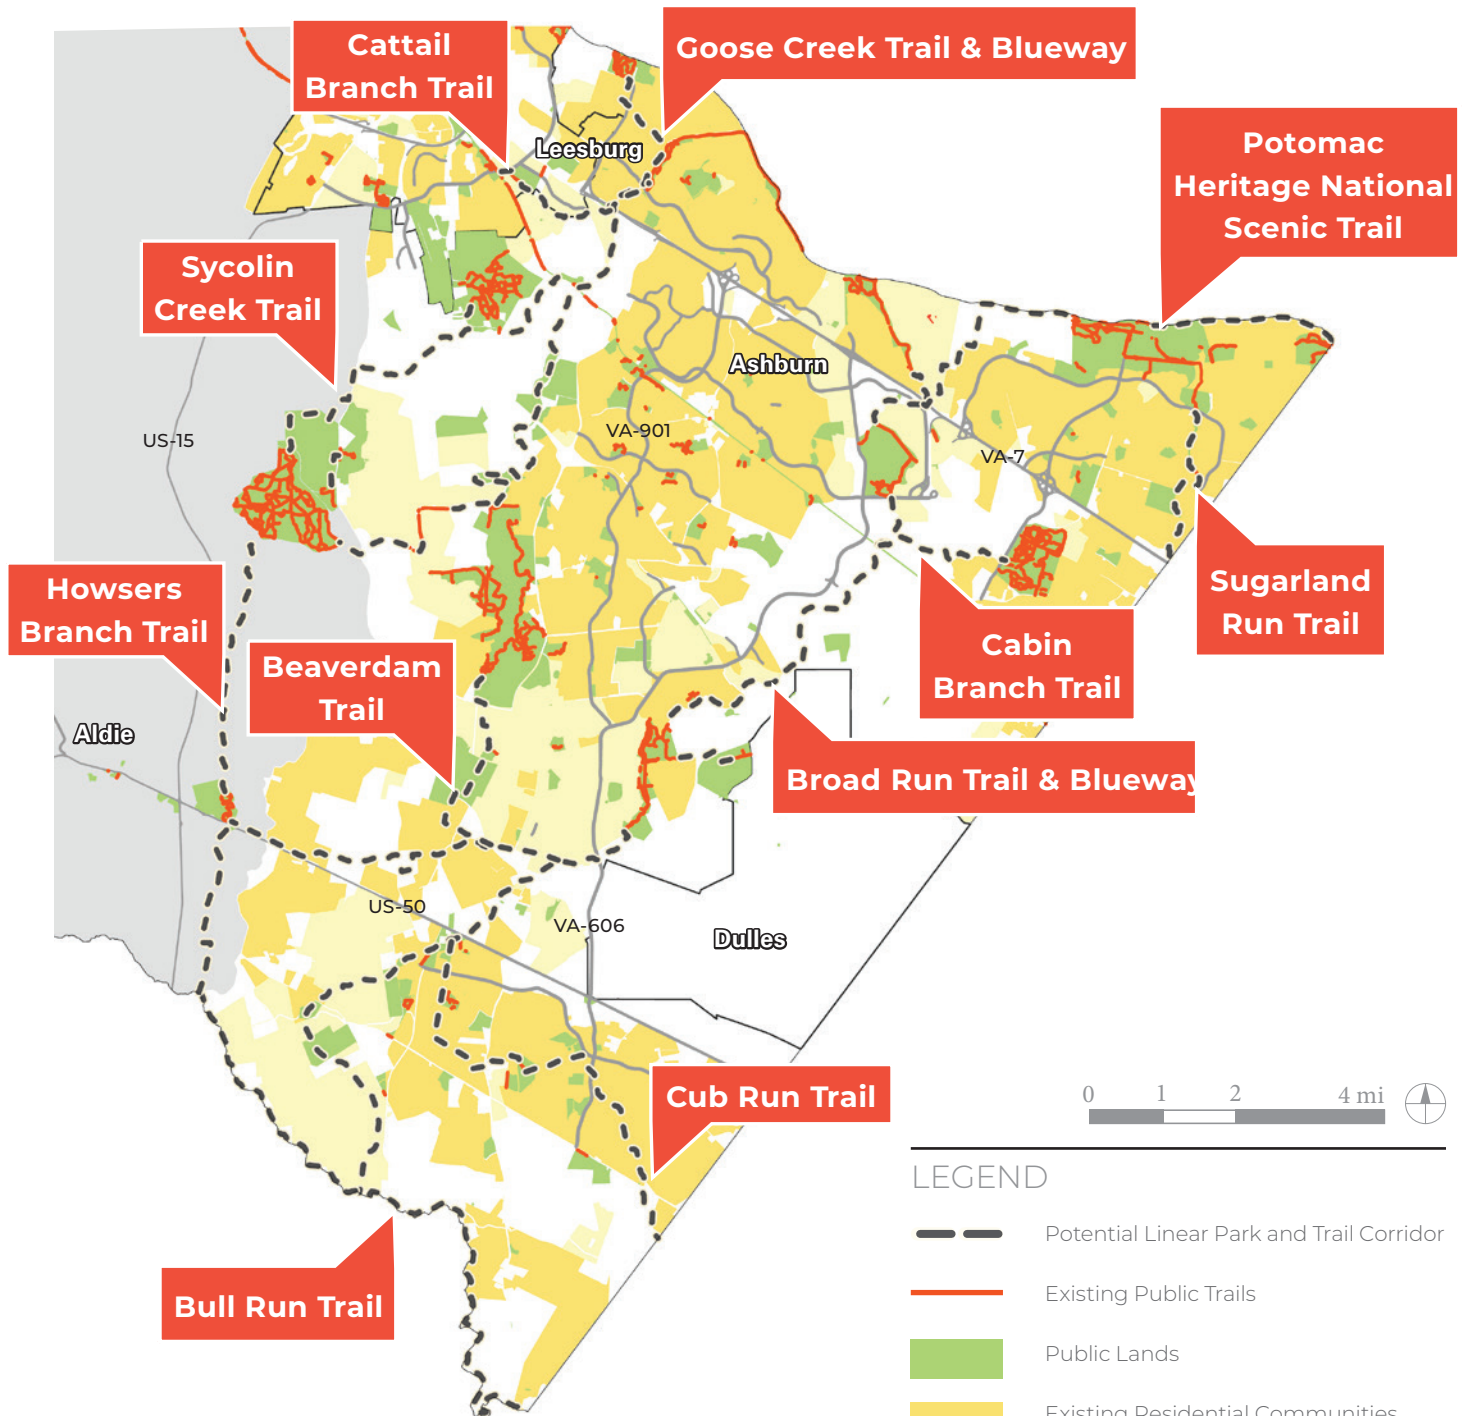 Cattail
Branch Trail
Goose Creek Trail & Blueway
Leesburg
Potomac
Heritage National
Scenic Trail
Sycolin
Creek Trail
Ashburn
US-15
VA-901
VA-7
Howsers
Branch Trail
Sugarland
Run Trail
Beaverdam
Trail
Cabin
Branch Trail
Aldie
Broad Run Trail & Blueway
US-50
VA-606
Dulles
Cub Run Trail
0 1 2 4 mi
LEGEND
Potential Linear Park and Trail Corridor
Existing Public Trails
Bull Run Trail
Public Lands
Existing Residential Communities